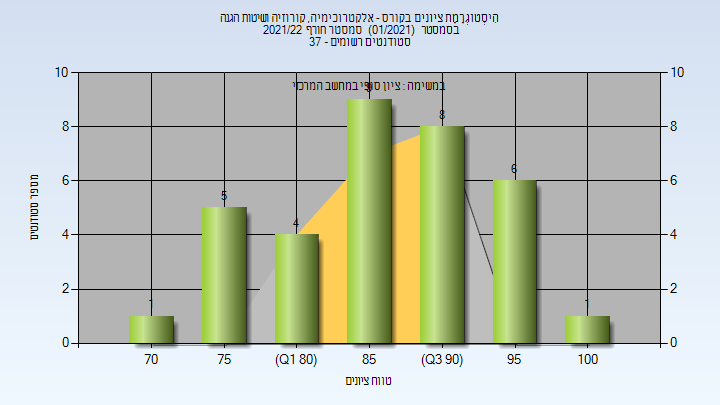 היסטוגרמת ציונים בקורס - אלקטרוכימיה, קורוזיה ושיטות הגנה
בסמסטר (01/2021) סמסטר חורף 2021/22
סטודנטים רשומים - 37
במשימה : ציון סופי במחשב המרכזי
מספר סטודנטים
10 10
8 8
6 6
4 4
2 2
0 0
1 5 4 9 8 6 1
70 75 (Q1 80) 85 (Q3 90) 95 100
טווח ציונים